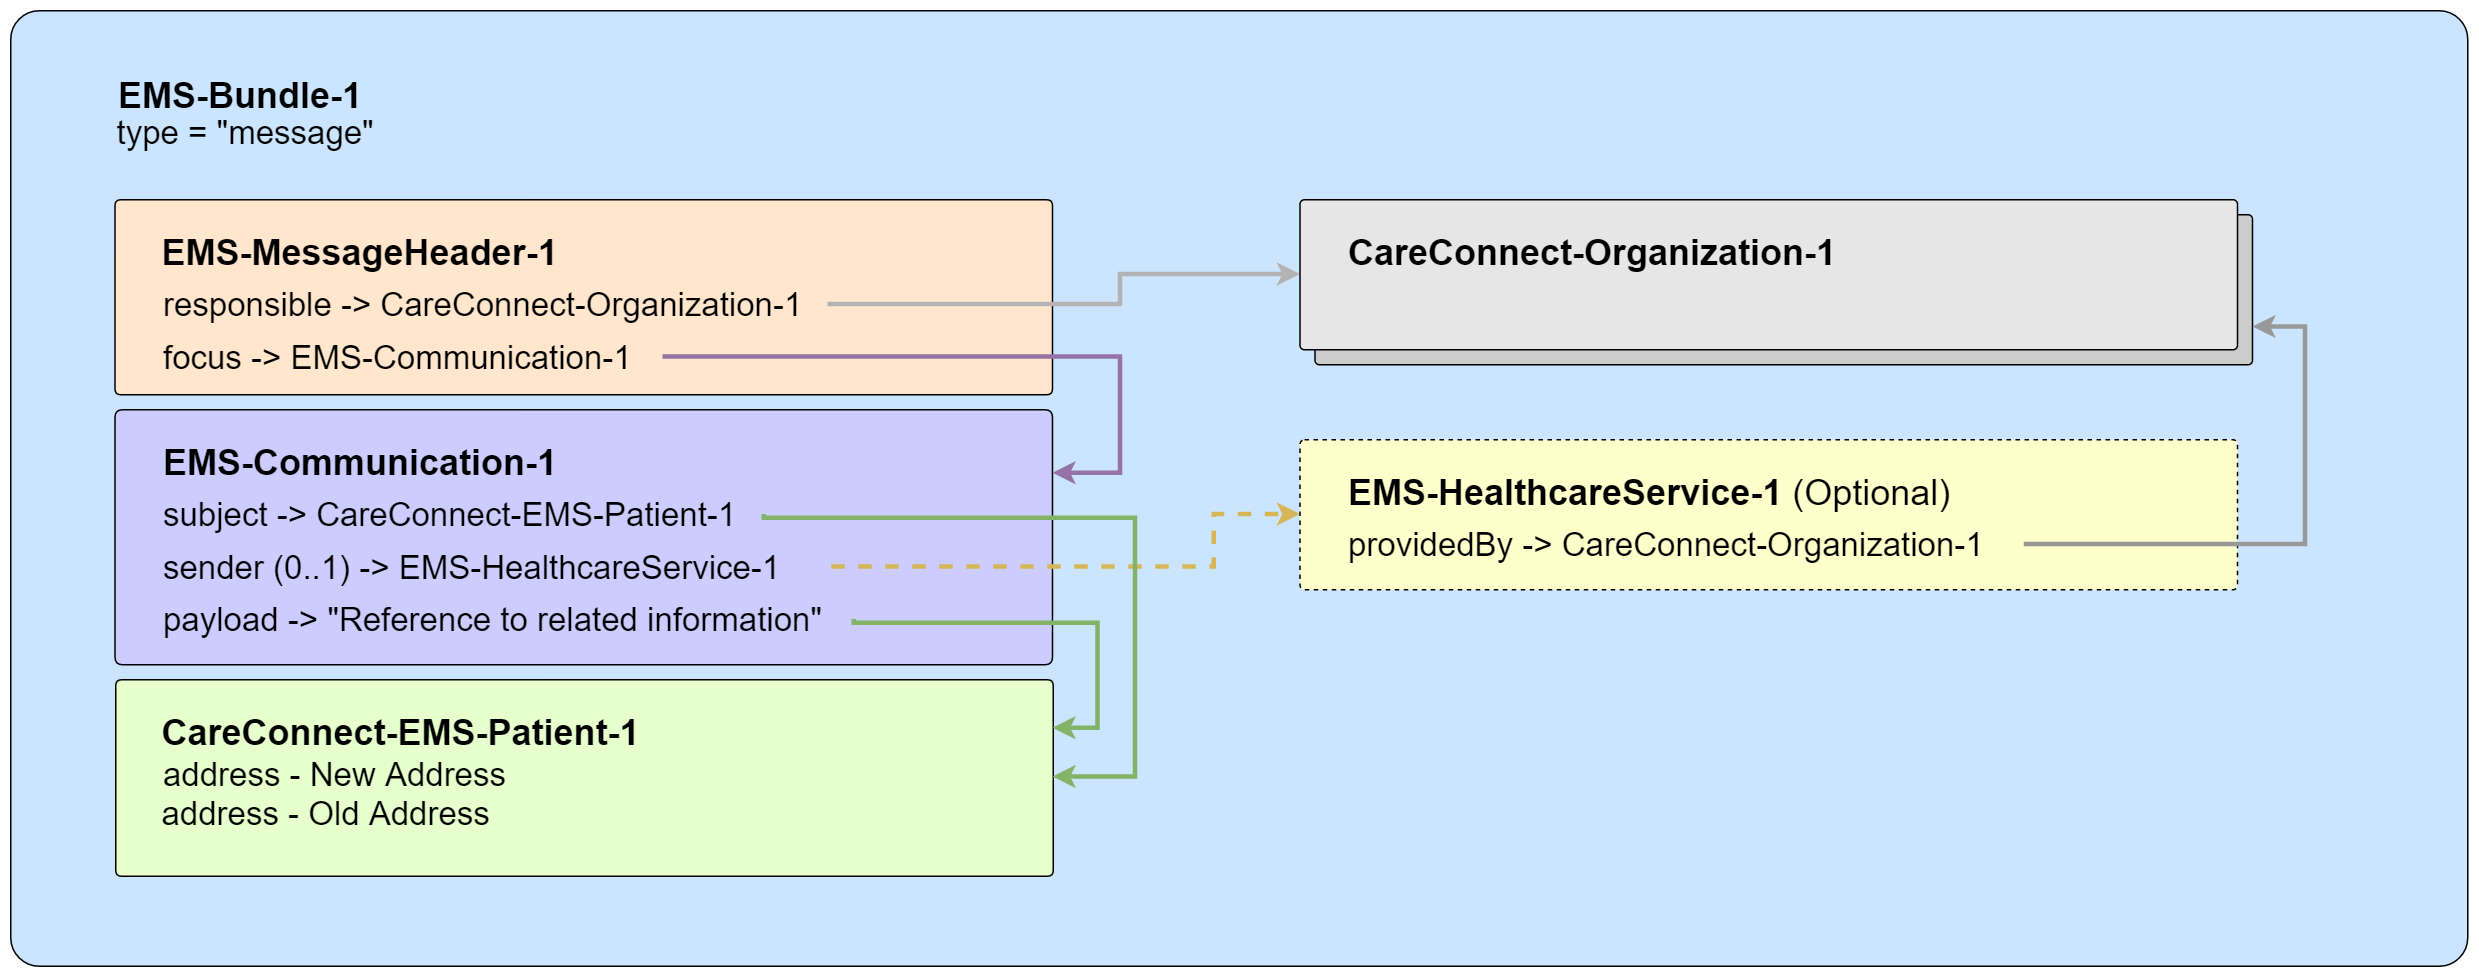 EMS-Bundle-1
type = "message"
EMS-MessageHeader-1
responsible -> CareConnect-Organization-1
focus -> EMS-Communication-1
EMS-Communication-1
subject -> CareConnect-EMS-Patient-1
sender (0..1) -> EMS-HealthcareService-1
payload -> "Reference to related information"
CareConnect-EMS-Patient-1
address - New Address
address - Old Address
CareConnect-Organization-1
EMS-HealthcareService-1 (Optional)
providedBy -> CareConnect-Organization-1